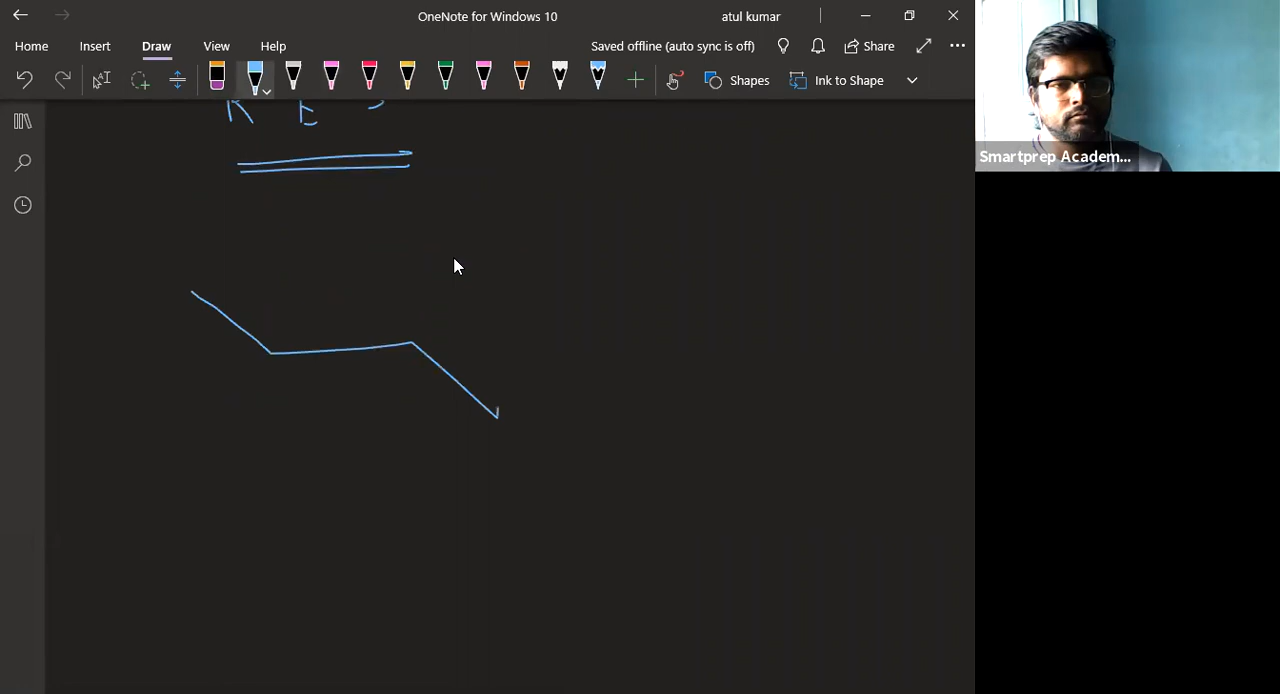 OneNote for Windows 10
atul kumar
Home Insert Draw View Help
Saved offline (auto sync is off)
Share
Shapes
Ink to Shape
R E
Smartprep Academ...